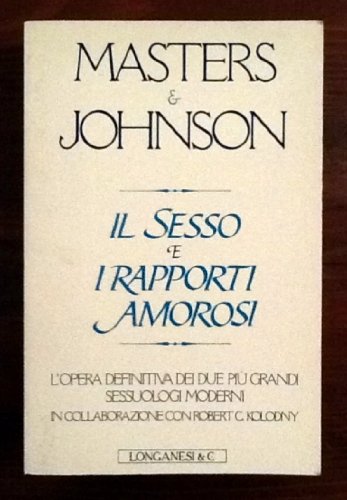 MASTERS
&
JOHNSON
IL SESSO
E
I RAPPORTI
AMOROSI
L'OPERA DEFINITIVA DEI DUE PIÙ GRANDI
SESSUOLOGI MODERNI
IN COLLABORAZIONE CON ROBERT C. KOLODNY
LONGANESI & C.